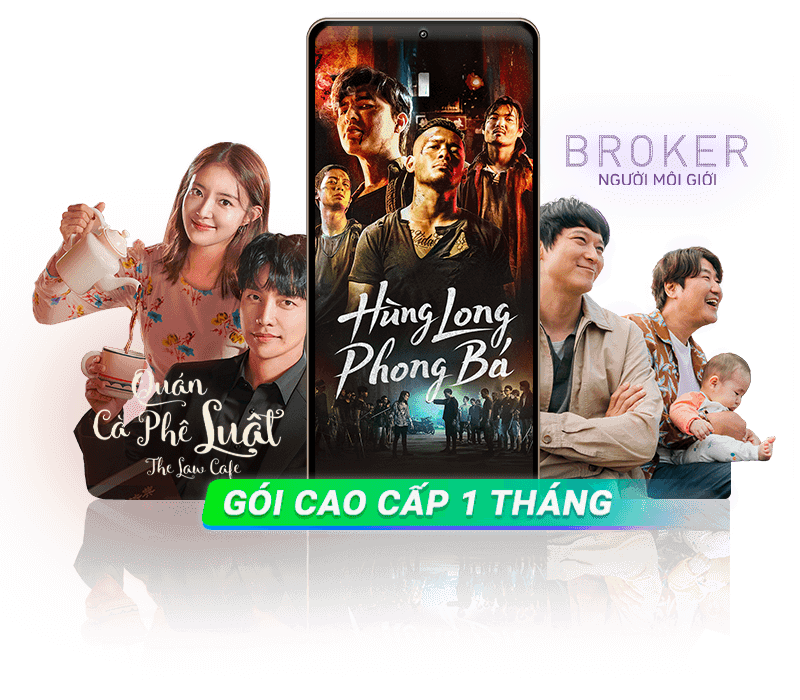 BROKER
NGƯỜI MÔI GIỚI
Hùng Long
Phong Bá
Quán
Cà Phê Luật
The Law Cafe
GÓI CAO CẤP 1 THÁNG